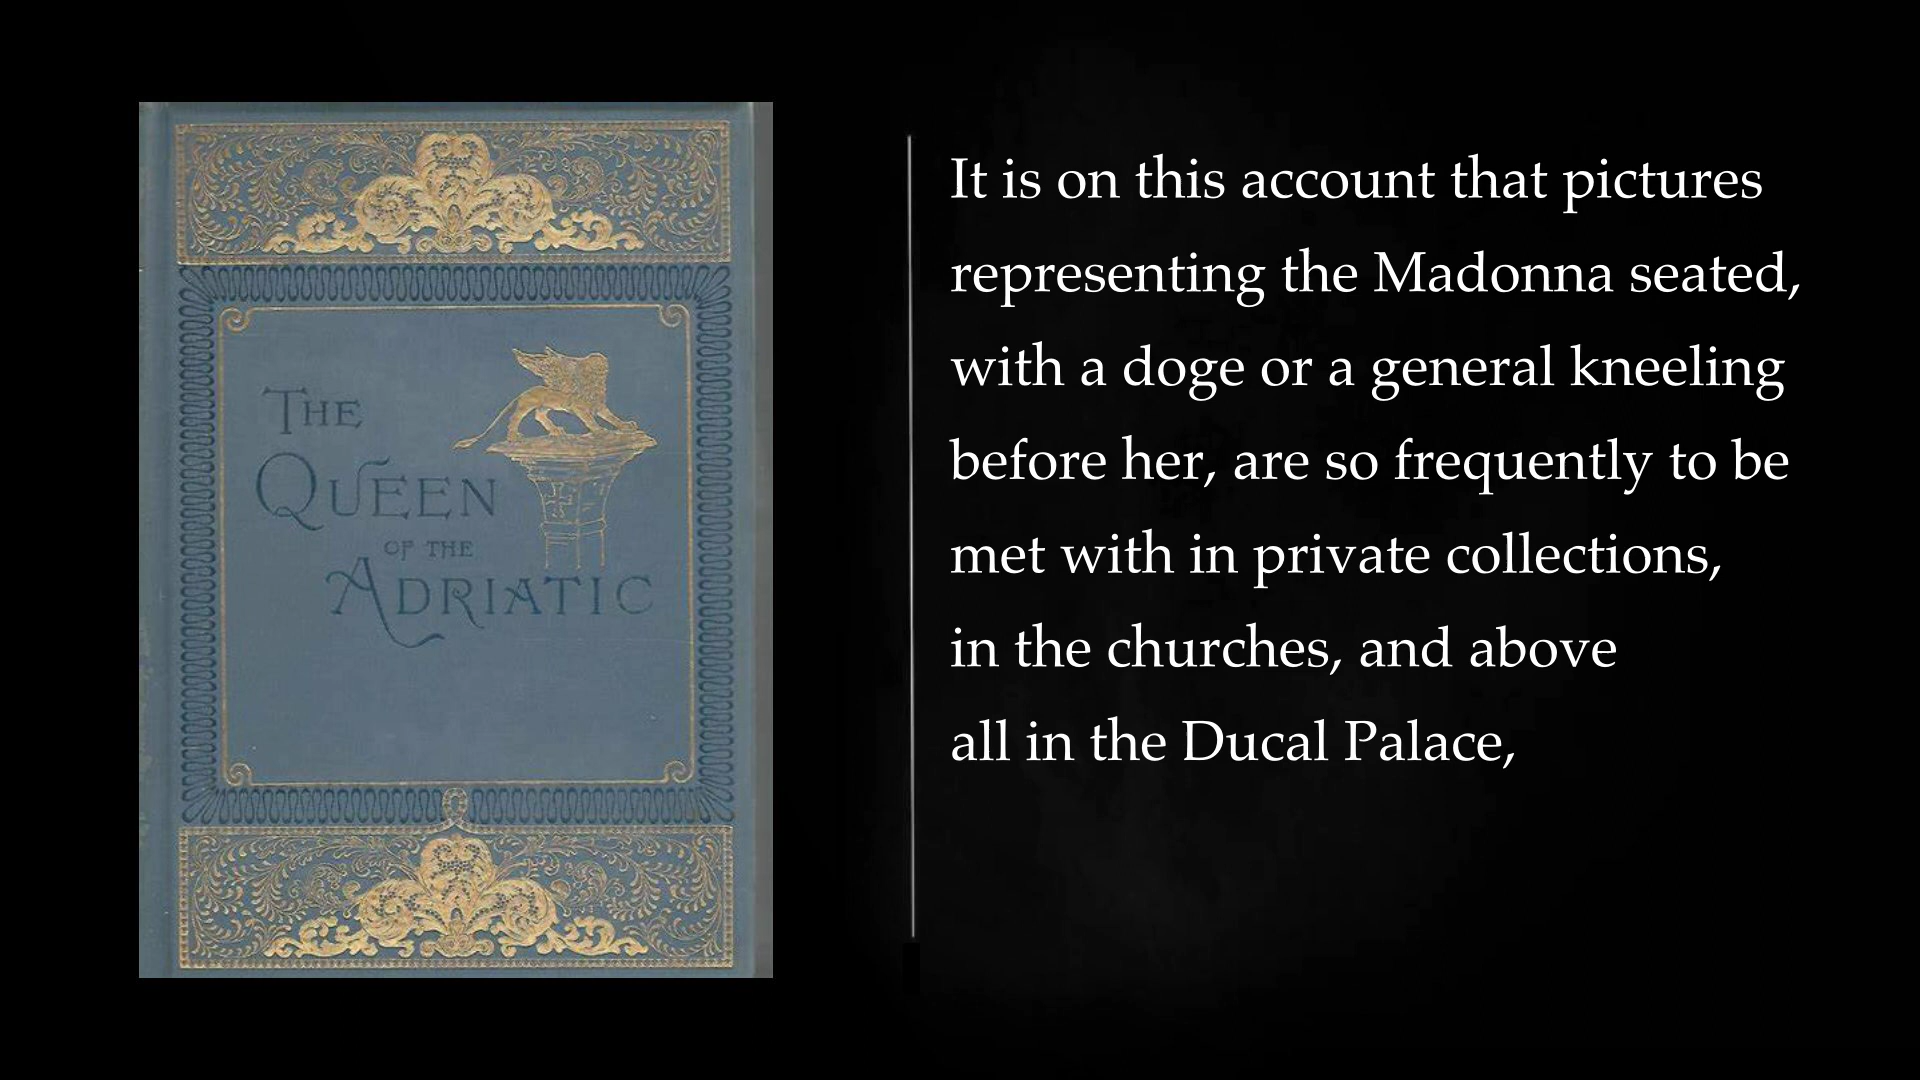 THE
QUEEN
OF THE
ADRIATIC
It is on this account that pictures
representing the Madonna seated,
with a doge or a general kneeling
before her, are so frequently to be
met with in private collections,
in the churches, and above
all in the Ducal Palace,